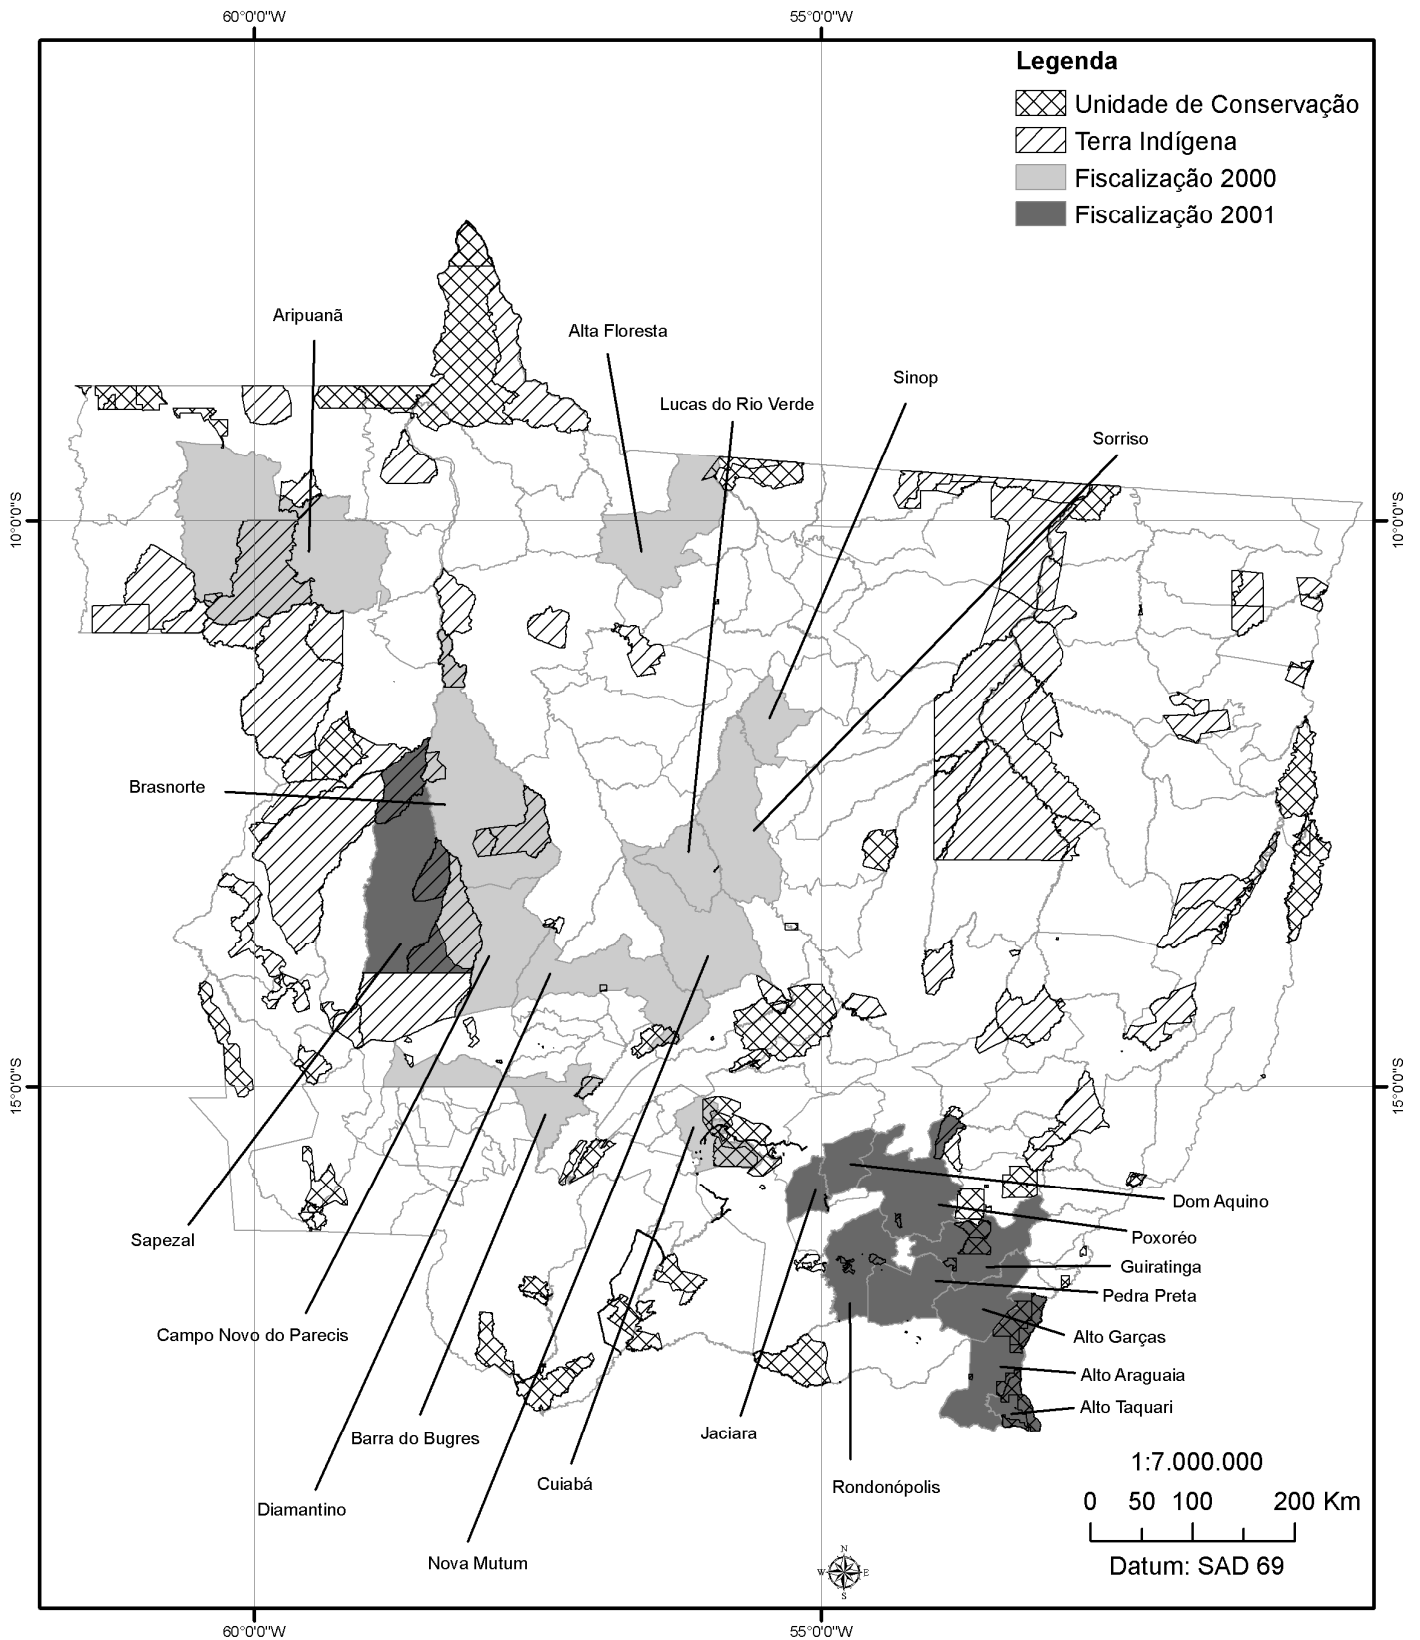 60°0'0"W
55°0'0"W
Legenda
Unidade de Conservação
Terra Indígena
Fiscalização 2000
Fiscalização 2001
Aripuanã
Alta Floresta
Sinop
Lucas do Rio Verde
Sorriso
10°0'0"S
10°0'0"S
Brasnorte
15°0'0"S
15°0'0"S
Dom Aquino
Poxoréo
Sapezal
Guiratinga
Pedra Preta
Campo Novo do Parecis
Alto Garças
Alto Araguaia
Alto Taquari
Barra do Bugres
Jaciara
Cuiabá
Rondonópolis
Diamantino
Nova Mutum
1:7.000.000
0 50 100 200 Km
Datum: SAD 69
N
W E
S
60°0'0"W
55°0'0"W